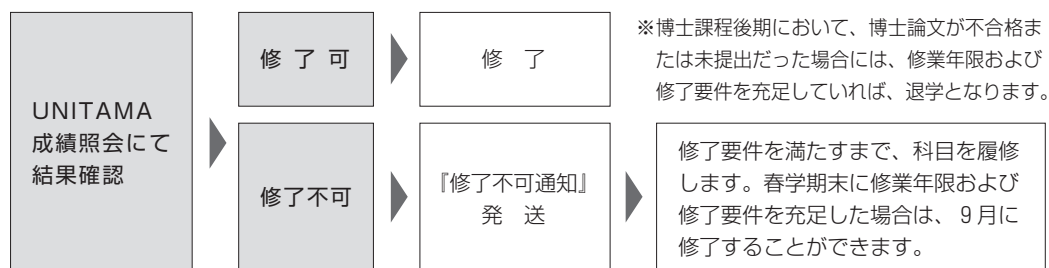 UNITAMA
成績照会にて
結果確認
修 了 可
修 了
※博士課程後期において、博士論文が不合格ま
たは未提出だった場合には、修業年限および
修了要件を充足していれば、退学となります。
修了不可
『修了不可通知』
発 送
修了要件を満たすまで、科目を履修
します。春学期末に修業年限および
修了要件を充足した場合は、9月に
修了することができます。